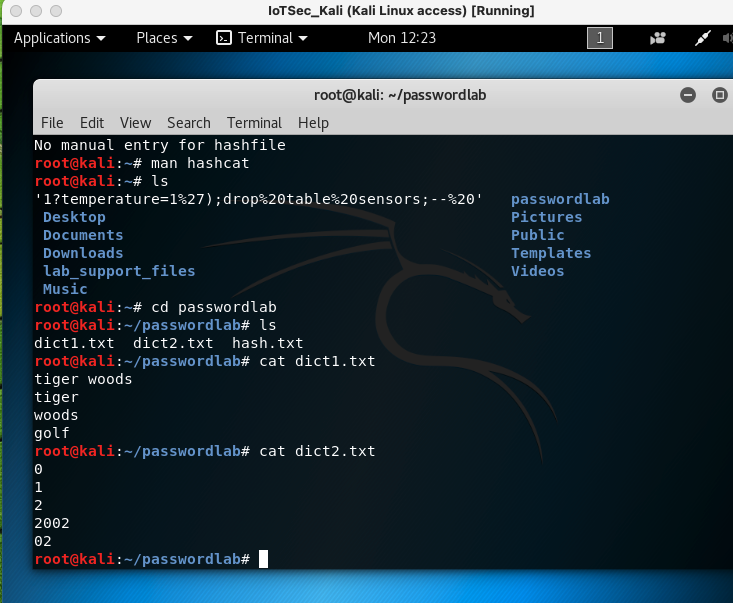 IoTSec_Kali (Kali Linux access) [Running]
Applications Places Terminal Mon 12:23 1
root@kali: ~/passwordlab
File Edit View Search Terminal Help
No manual entry for hashfile
root@kali:~# man hashcat
root@kali:~# ls
'1?temperature=1%27);drop%20table%20sensors;--%20' passwordlab
Desktop Pictures
Documents Public
Downloads Templates
lab_support_files Videos
Music
root@kali:~# cd passwordlab
root@kali:~/passwordlab# ls
dict1.txt dict2.txt hash.txt
root@kali:~/passwordlab# cat dict1.txt
tiger woods
tiger
woods
golf
root@kali:~/passwordlab# cat dict2.txt
0
1
2
2002
02
root@kali:~/passwordlab#